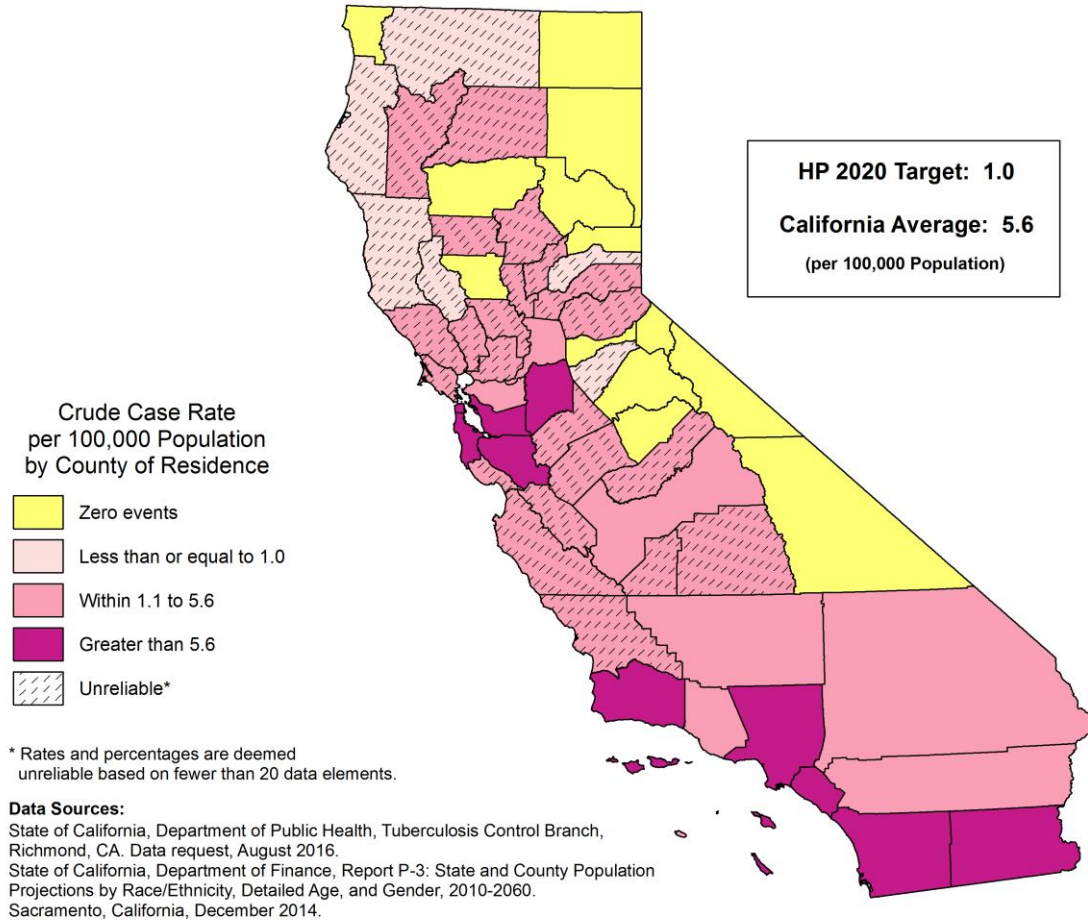 HP 2020 Target: 1.0
California Average: 5.6
(per 100,000 Population)
Crude Case Rate
per 100,000 Population
by County of Residence
Zero events
Less than or equal to 1.0
Within 1.1 to 5.6
Greater than 5.6
Unreliable*
* Rates and percentages are deemed
unreliable based on fewer than 20 data elements.
Data Sources:
State of California, Department of Public Health, Tuberculosis Control Branch,
Richmond, CA. Data request, August 2016.
State of California, Department of Finance, Report P-3: State and County Population
Projections by Race/Ethnicity, Detailed Age, and Gender, 2010-2060.
Sacramento, California, December 2014.